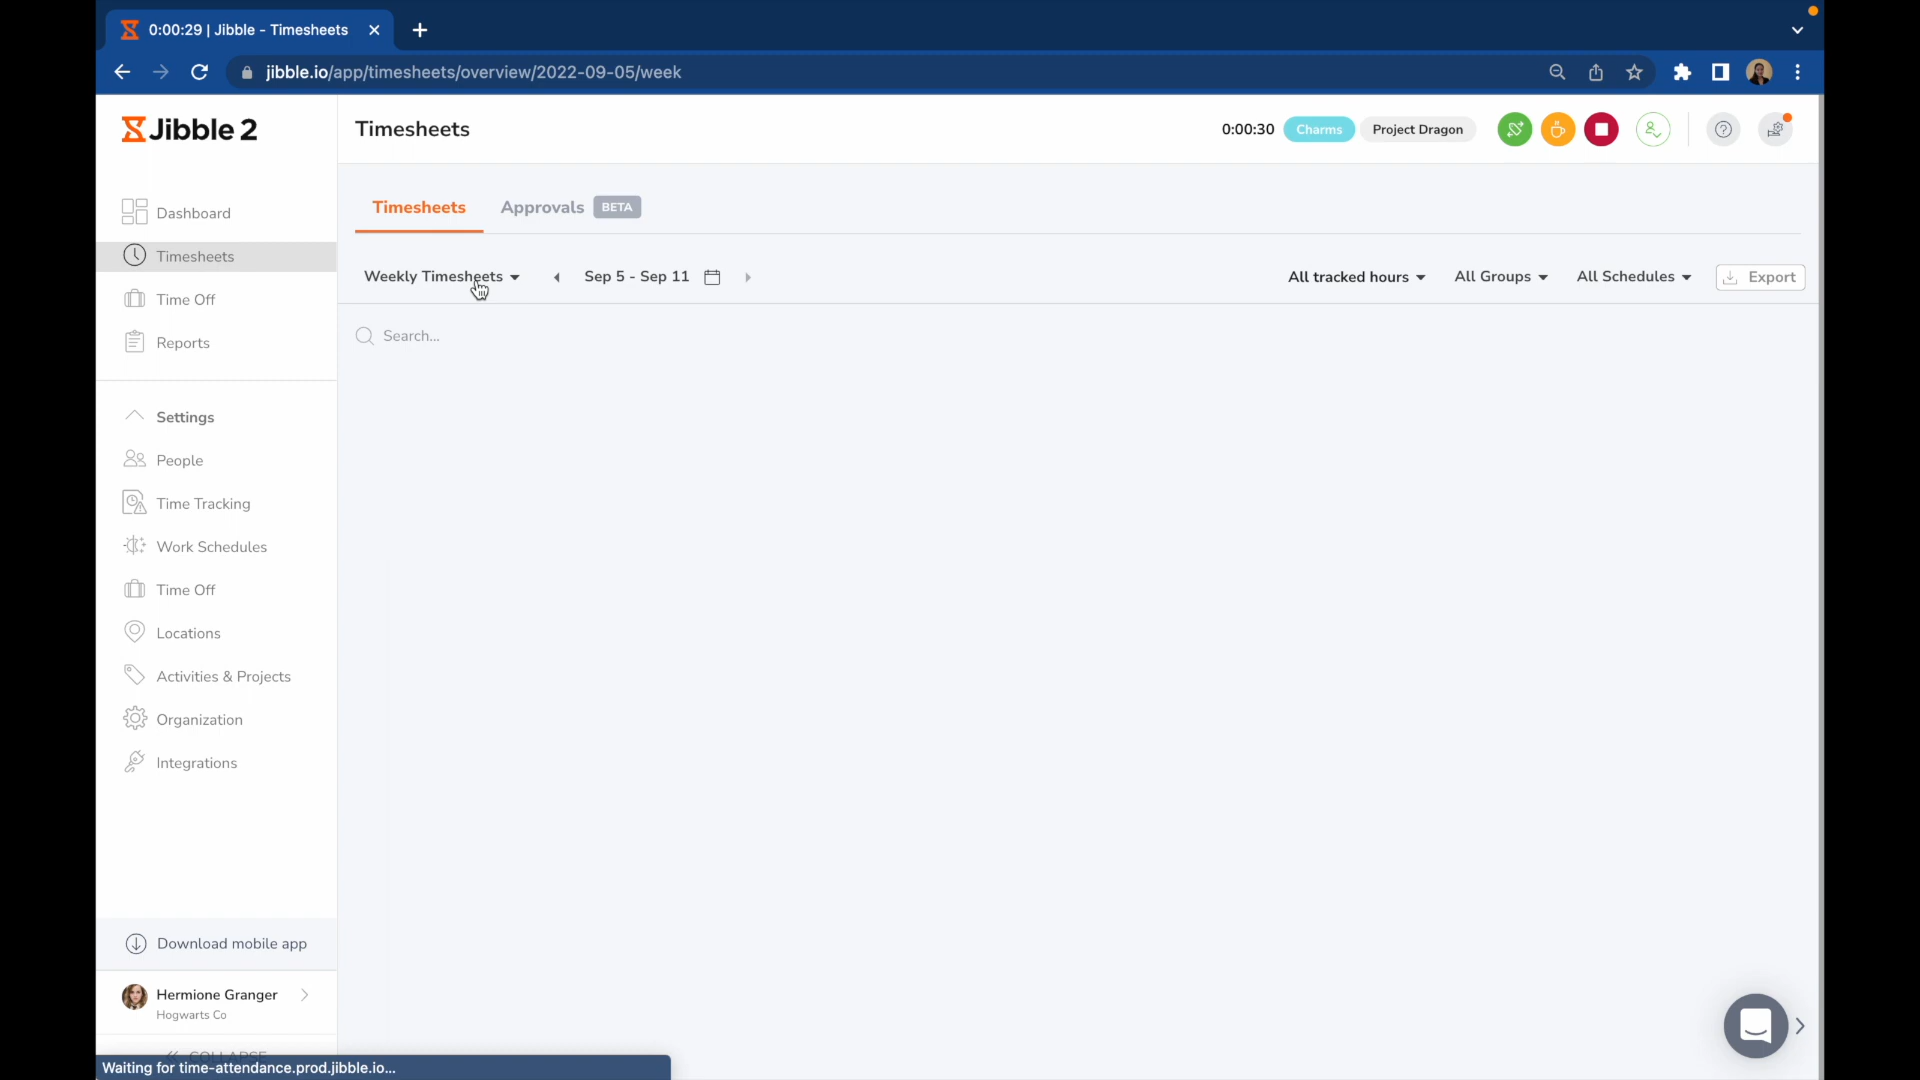 0:00:29 | Jibble - Timesheets
jibble.io/app/timesheets/overview/2022-09-05/week
Jibble 2
Timesheets
0:00:30
Charms
Project Dragon
Dashboard
Timesheets
Time Off
Reports
Settings
People
Time Tracking
Work Schedules
Time Off
Locations
Activities & Projects
Organization
Integrations
Download mobile app
Hermione Granger
Hogwarts Co
COLLAPSE
Waiting for time-attendance.prod.jibble.io...
Timesheets
Approvals BETA
Weekly Timesheets
Sep 5 - Sep 11
All tracked hours
All Groups
All Schedules
Export
Search...